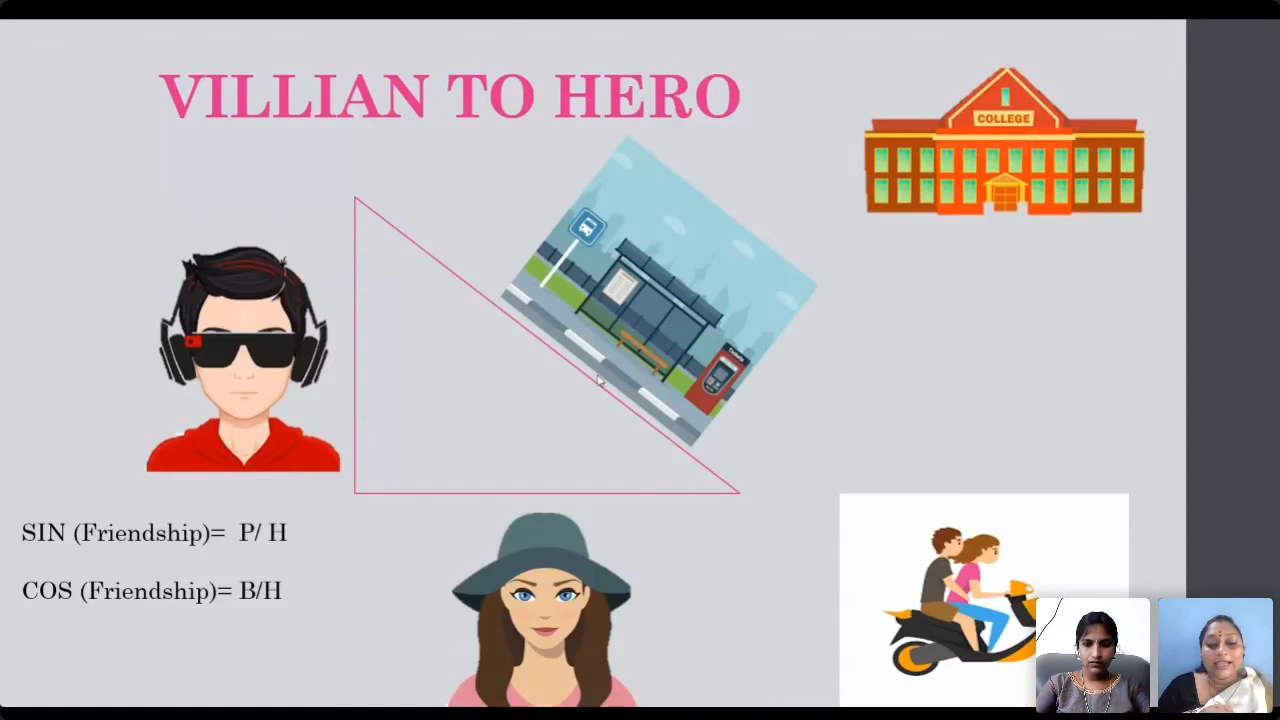 VILLIAN TO HERO
COLLEGE
SIN (Friendship)= P/ H
COS (Friendship)= B/H